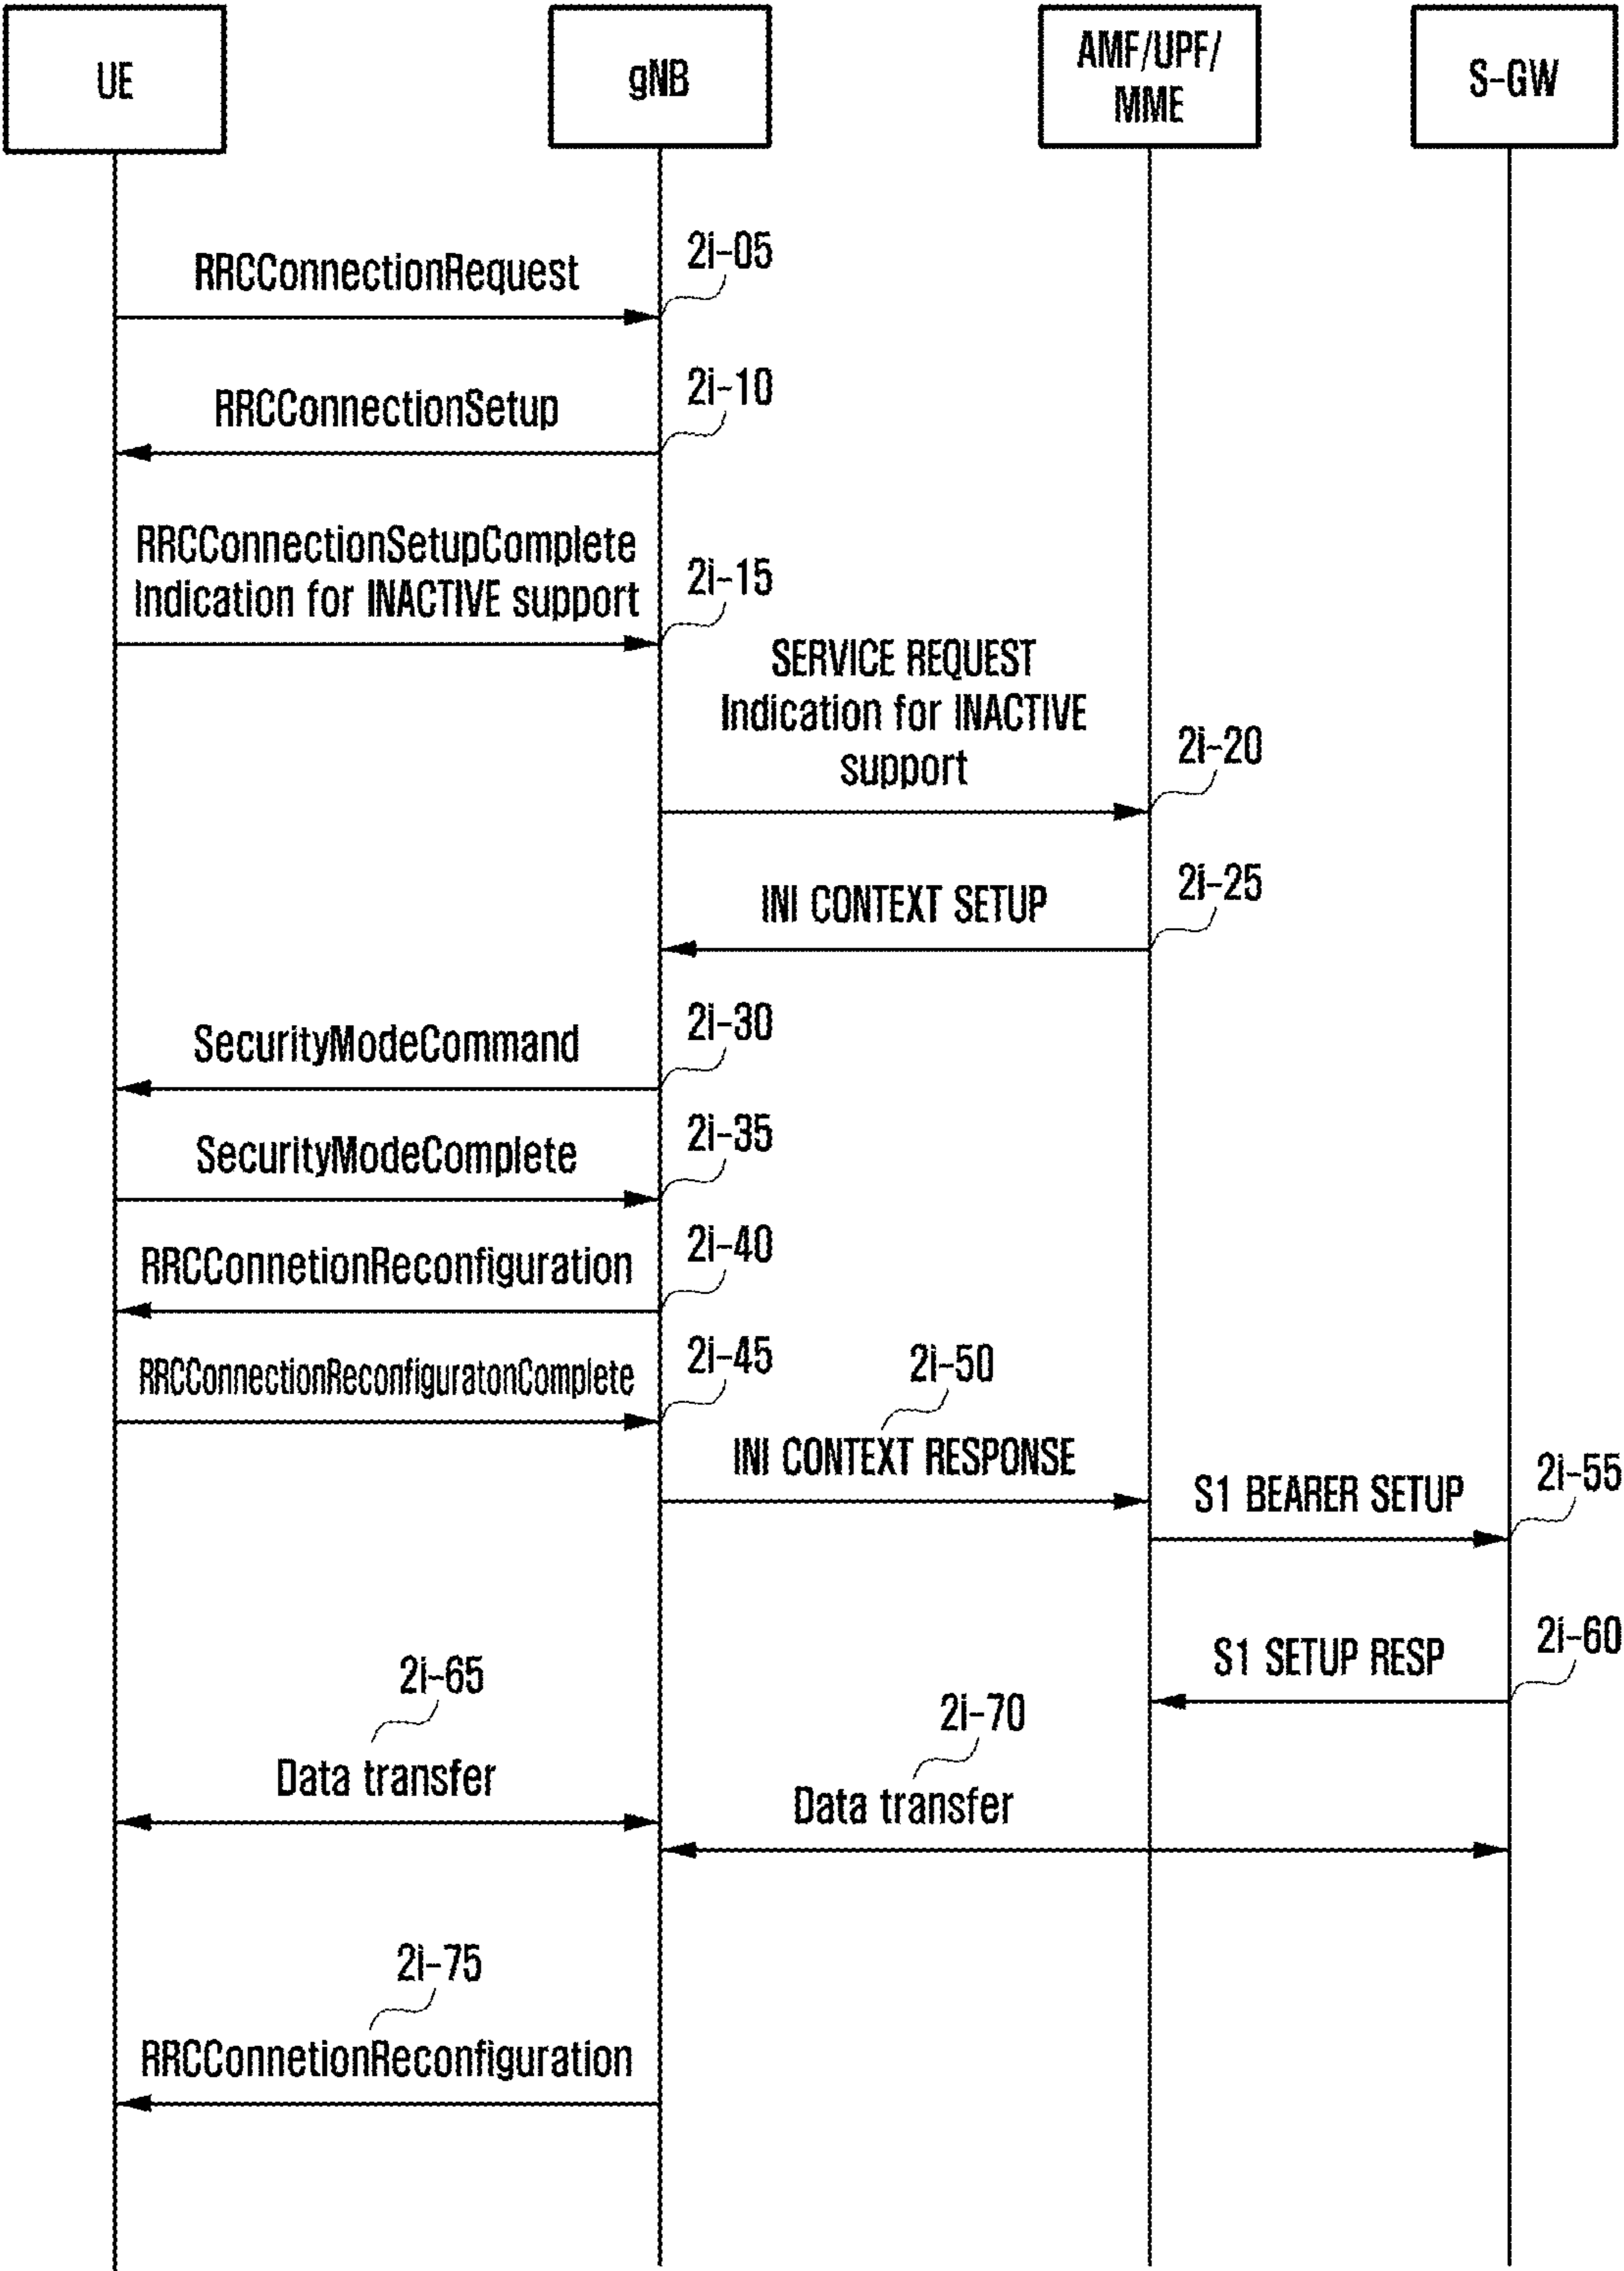 UE
gNB
AMF/UPF/
MME
S-GW
2i-05
RRCConnectionRequest
2i-10
RRCConnectionSetup
RRCConnectionSetupComplete
2i-15
Indication for INACTIVE support
SERVICE REQUEST
Indication for INACTIVE
support
2i-20
2i-25
INI CONTEXT SETUP
2i-30
SecurityModeCommand
2i-35
SecurityModeComplete
2i-40
RRCConnetionReconfiguration
2i-45
RRCConnectionReconfiguratonComplete
2i-50
INI CONTEXT RESPONSE
2i-55
S1 BEARER SETUP
2i-60
S1 SETUP RESP
2i-65
Data transfer
2i-70
Data transfer
2i-75
RRCConnetionReconfiguration